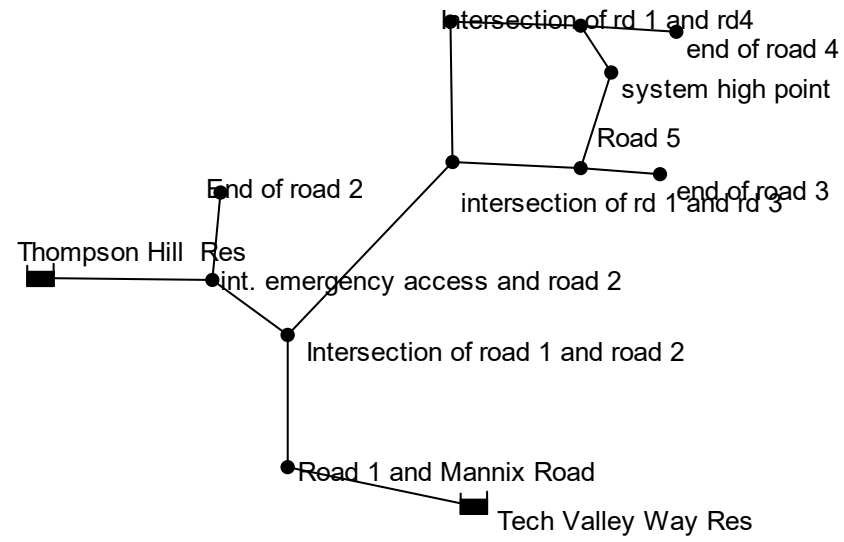 Intersection of rd 1 and rd4
end of road 4
system high point
Road 5
End of road 2
end of road 3
intersection of rd 1 and rd 3
Thompson Hill Res
int. emergency access and road 2
Intersection of road 1 and road 2
Road 1 and Mannix Road
Tech Valley Way Res